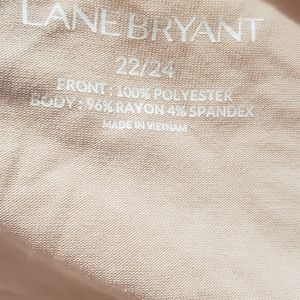 LANE BRYANT
22/24
FRONT : 100% POLYESTER
BODY : 96% RAYON 4% SPANDEX
MADE IN VIETNAM